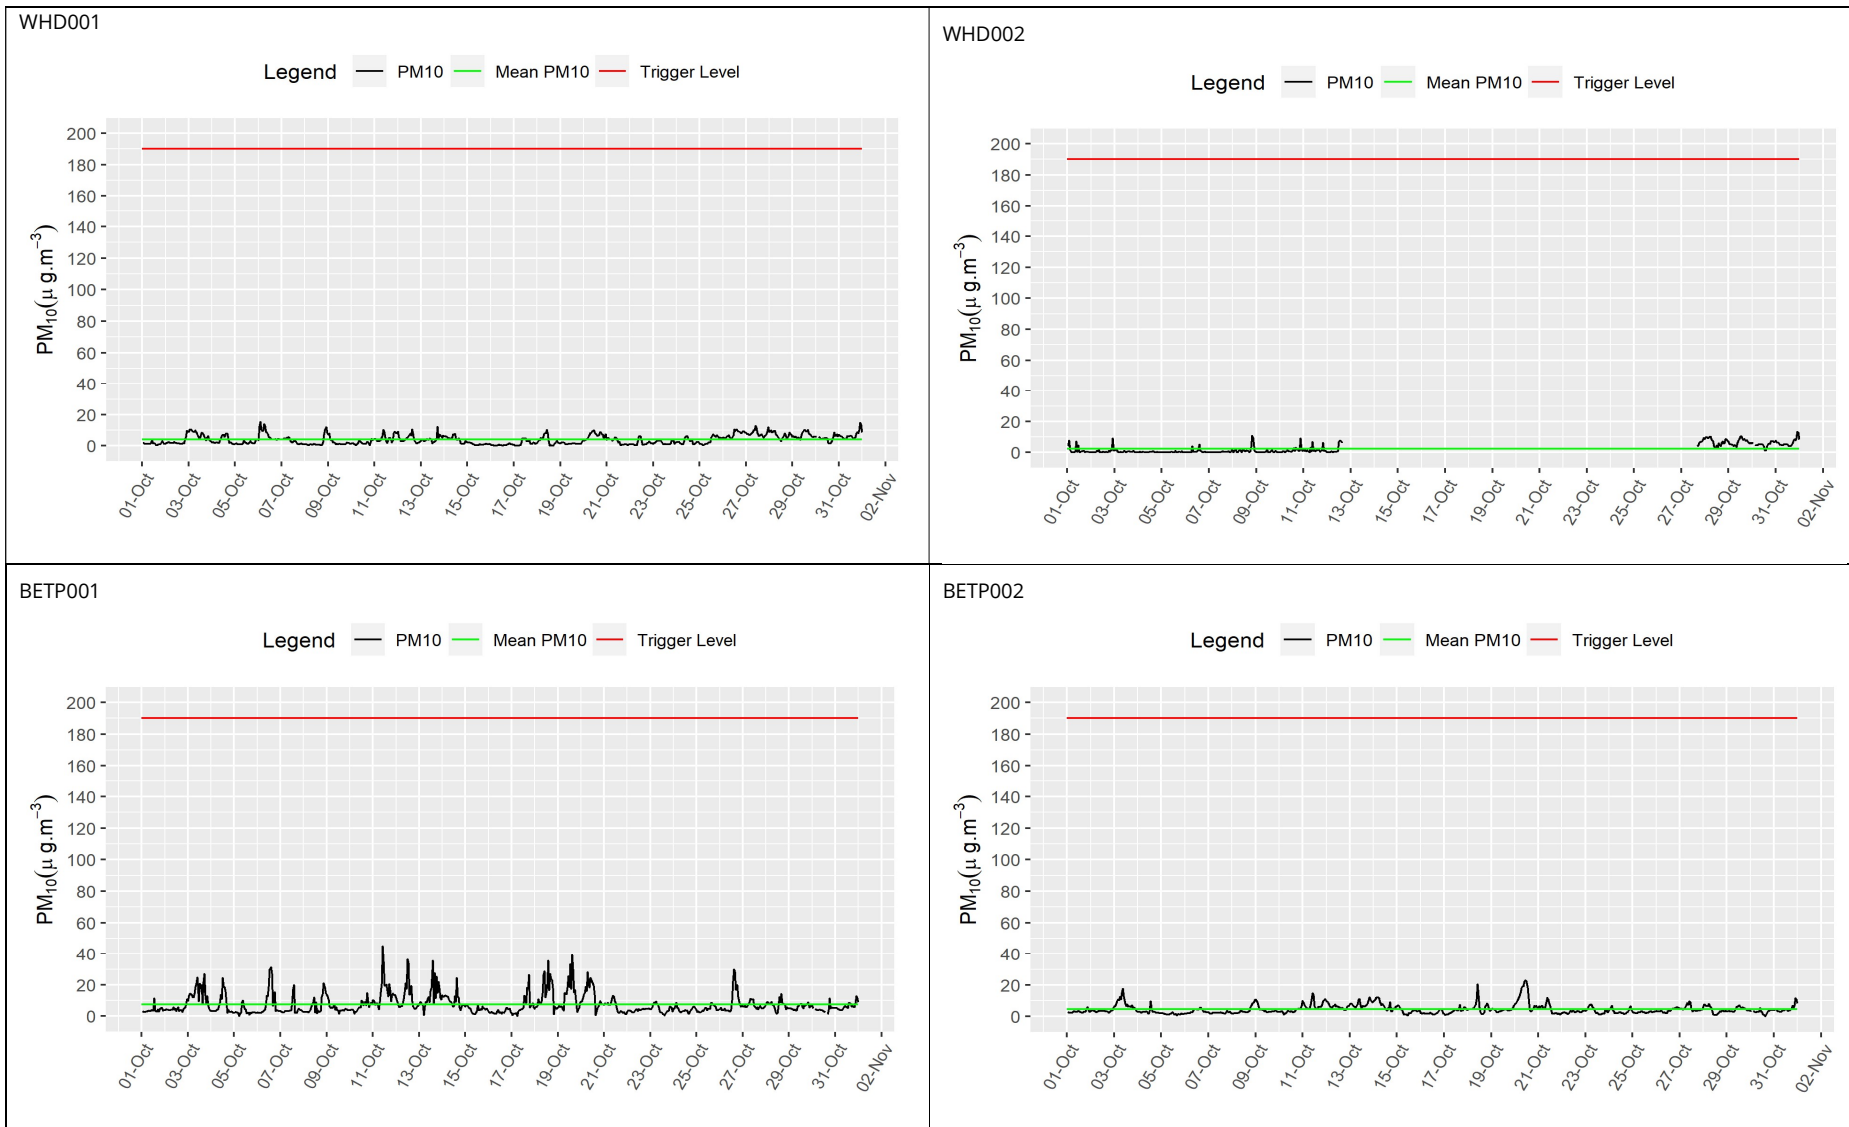 WHD001
Legend PM10 Mean PM10 Trigger Level
PM₁₀(μ g.m⁻³)
200
180
160
140
120
100
80
60
40
20
0
01-Oct 03-Oct 05-Oct 07-Oct 09-Oct 11-Oct 13-Oct 15-Oct 17-Oct 19-Oct 21-Oct 23-Oct 25-Oct 27-Oct 29-Oct 31-Oct 02-Nov
WHD002
Legend PM10 Mean PM10 Trigger Level
PM₁₀(μ g.m⁻³)
200
180
160
140
120
100
80
60
40
20
0
01-Oct 03-Oct 05-Oct 07-Oct 09-Oct 11-Oct 13-Oct 15-Oct 17-Oct 19-Oct 21-Oct 23-Oct 25-Oct 27-Oct 29-Oct 31-Oct 02-Nov
BETP001
Legend PM10 Mean PM10 Trigger Level
PM₁₀(μ g.m⁻³)
200
180
160
140
120
100
80
60
40
20
0
01-Oct 03-Oct 05-Oct 07-Oct 09-Oct 11-Oct 13-Oct 15-Oct 17-Oct 19-Oct 21-Oct 23-Oct 25-Oct 27-Oct 29-Oct 31-Oct 02-Nov
BETP002
Legend PM10 Mean PM10 Trigger Level
PM₁₀(μ g.m⁻³)
200
180
160
140
120
100
80
60
40
20
0
01-Oct 03-Oct 05-Oct 07-Oct 09-Oct 11-Oct 13-Oct 15-Oct 17-Oct 19-Oct 21-Oct 23-Oct 25-Oct 27-Oct 29-Oct 31-Oct 02-Nov